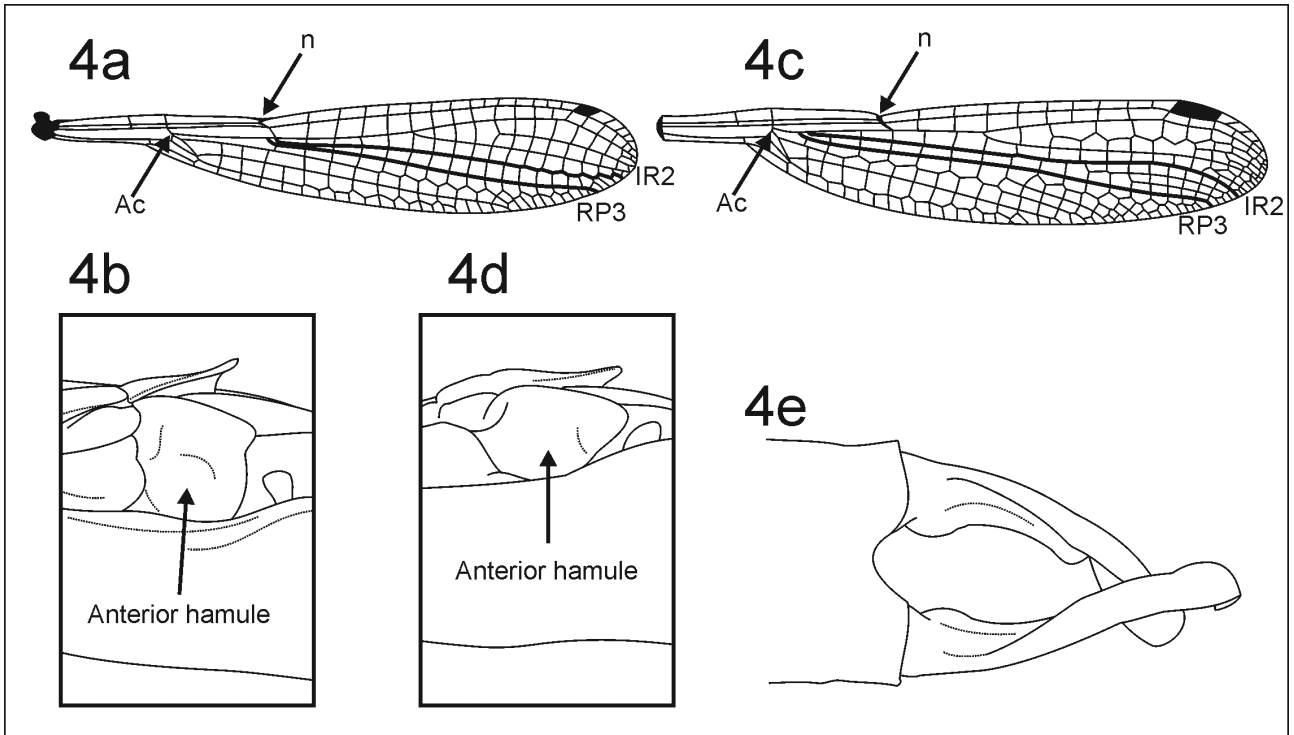 4a
n
Ac
IR2
RP3
4c
n
Ac
IR2
RP3
4b
Anterior hamule
4d
Anterior hamule
4e